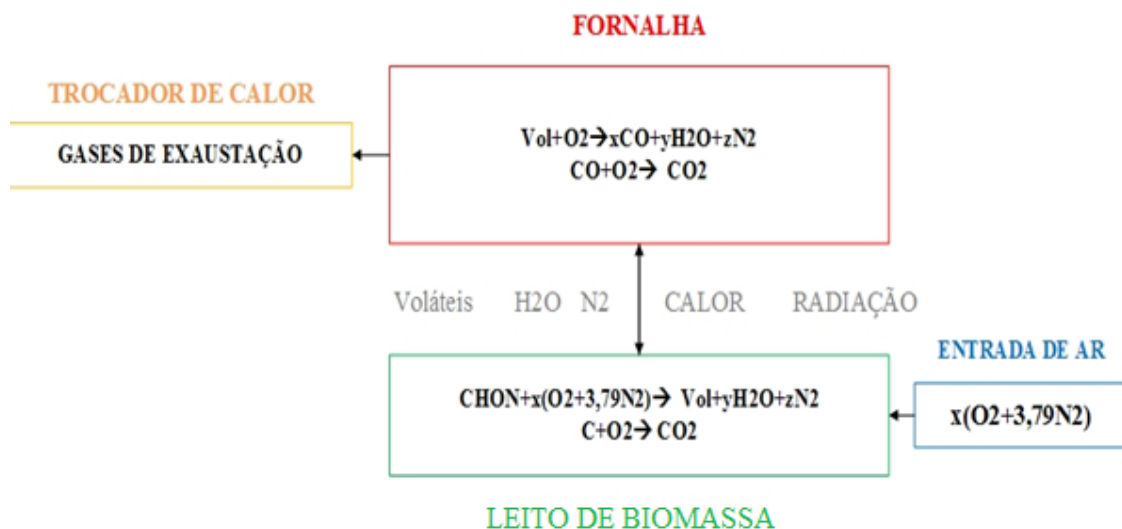 FORNALHA
TROCADOR DE CALOR
GASES DE EXAUSTAÇÃO
Vol+O2→xCO+yH2O+zN2
CO+O2→ CO2
Voláteis H2O N2 CALOR RADIAÇÃO
ENTRADA DE AR
x(O2+3,79N2)
CHON+x(O2+3,79N2)→ Vol+yH2O+zN2
C+O2→CO2
LEITO DE BIOMASSA